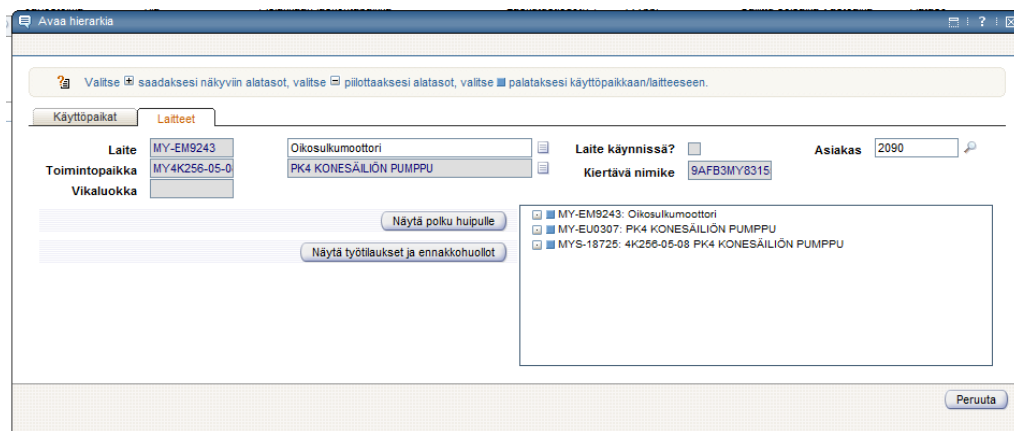 Avaa hierarkia
?
Valitse saadaksesi näkyviin alatasot, valitse piilottaaksesi alatasot, valitse palataksesi käyttöpaikkaan/laitteeseen.
Käyttöpaikat Laitteet
Laite MY-EM9243 Oikosulkumoottori Laite käynnissä? Asiakas 2090
Toimintopaikka MY4K256-05-0 PK4 KONESÄILIÖN PUMPPU Kiertävä nimike 9AFB3MY8315
Vikaluokka
Näytä polku huipulle
Näytä työtilaukset ja ennakkohuollot
MY-EM9243: Oikosulkumoottori
MY-EU0307: PK4 KONESÄILIÖN PUMPPU
MYS-18725: 4K256-05-08 PK4 KONESÄILIÖN PUMPPU
Peruuta